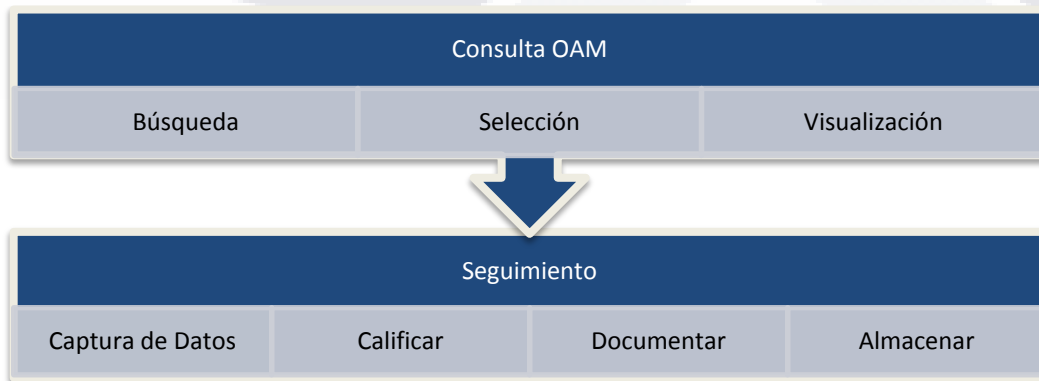 Consulta OAM
Búsqueda Selección Visualización
Seguimiento
Captura de Datos Calificar Documentar Almacenar